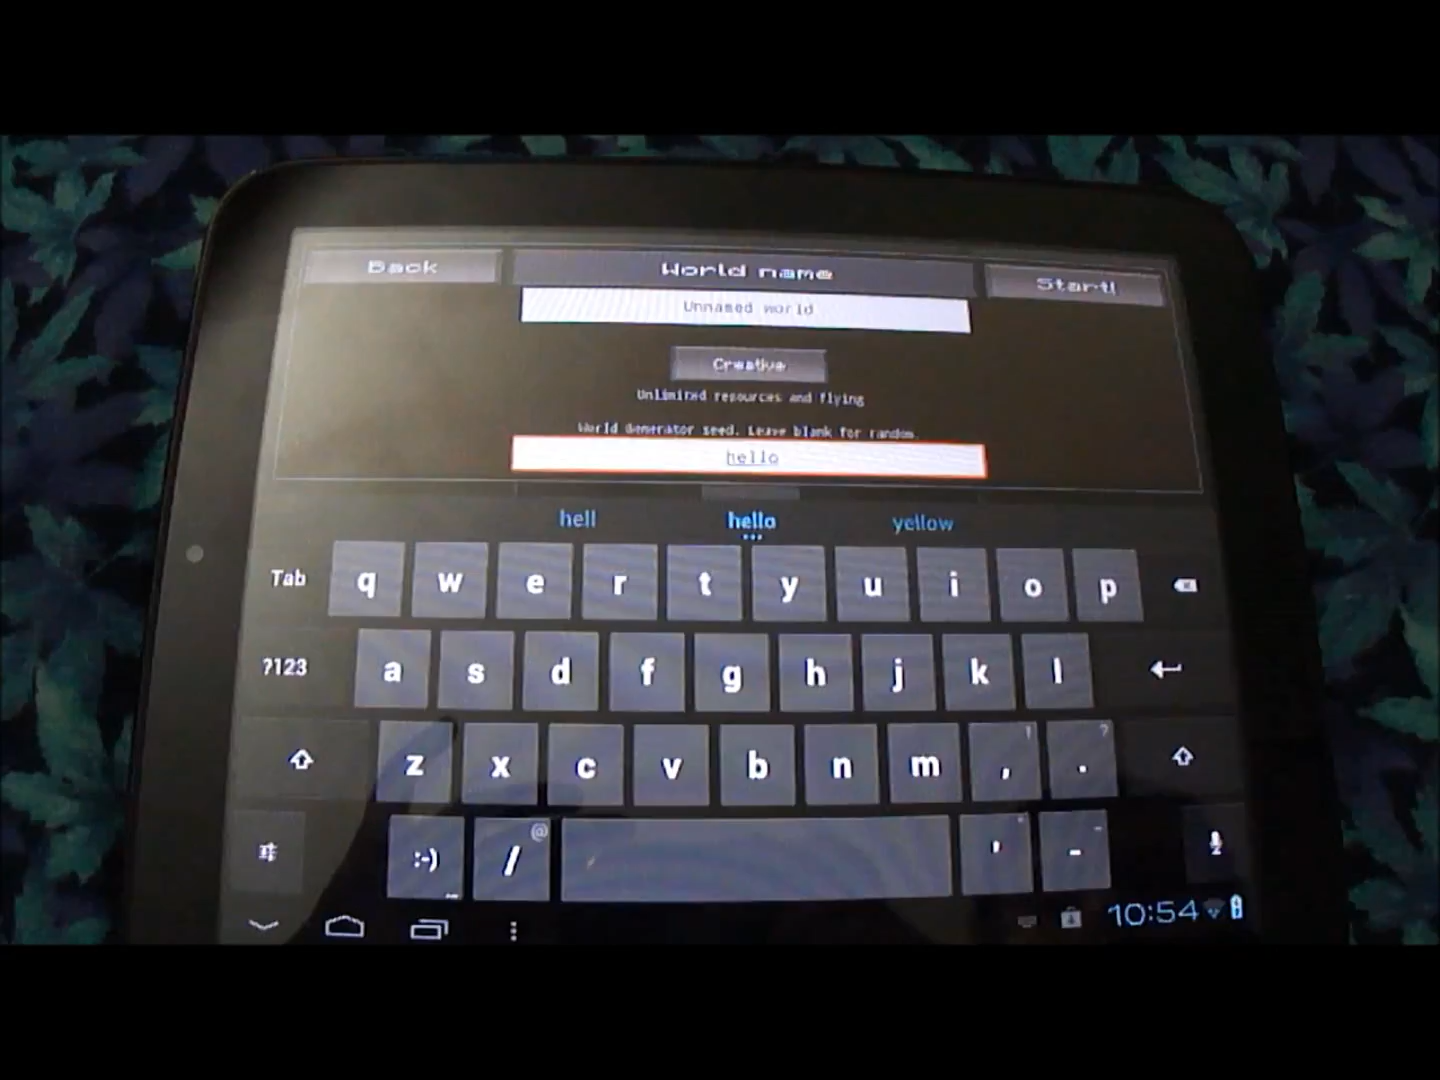 Back World name Start!
Unnamed world
Creative
Unlimited resources and flying
World Generator seed. Leave blank for random.
hello
hell hello yellow
Tab q w e r t y u i o p
?123 a s d f g h j k l
z x c v b n m , ! . ?
:-) / @ ' -
10:54